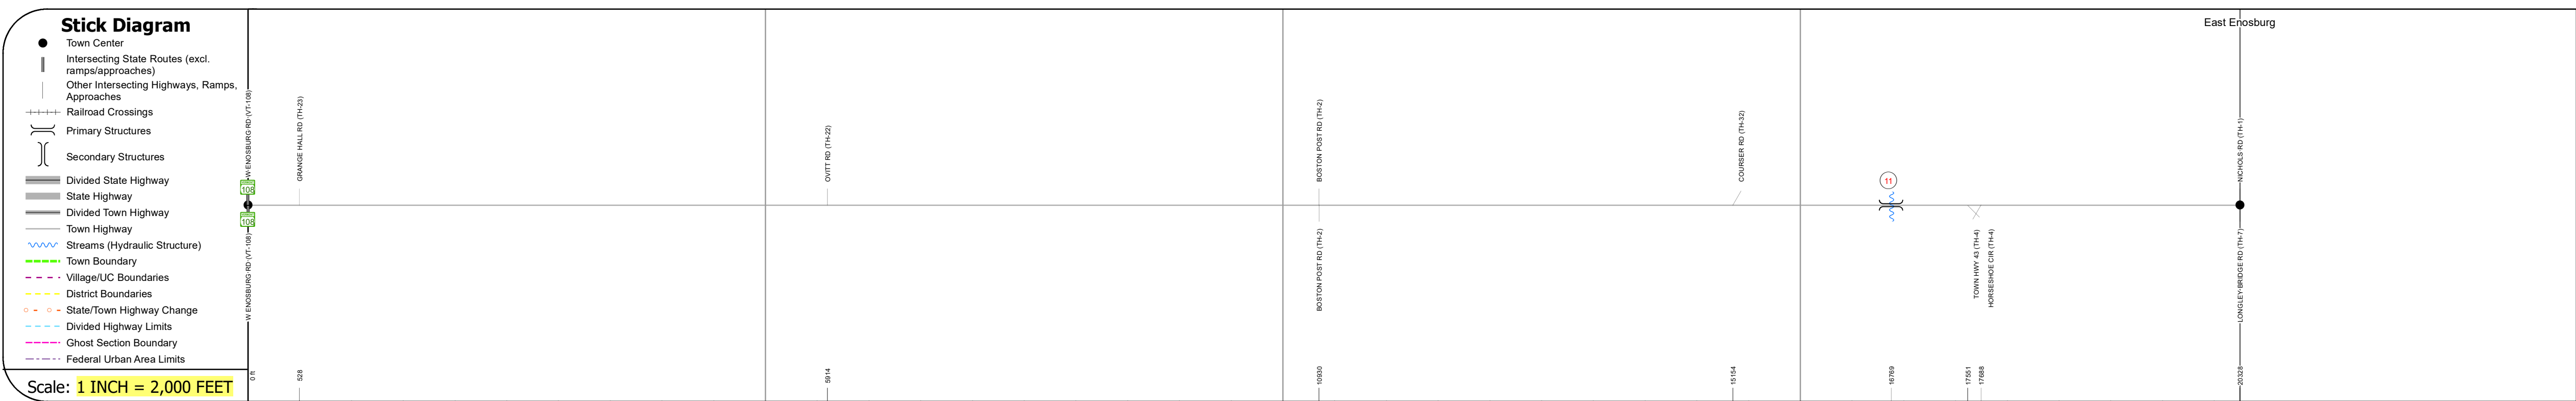 Stick Diagram
Town Center
Intersecting State Routes (excl.
ramps/approaches)
Other Intersecting Highways, Ramps,
Approaches
Railroad Crossings
Primary Structures
Secondary Structures
Divided State Highway
State Highway
Divided Town Highway
Town Highway
Streams (Hydraulic Structure)
Town Boundary
Village/UC Boundaries
District Boundaries
State/Town Highway Change
Divided Highway Limits
Ghost Section Boundary
Federal Urban Area Limits
Scale: 1 INCH = 2,000 FEET
W ENOSBURG RD (VT-108)
108
108
W ENOSBURG RD (VT-108)
GRANGE HALL RD (TH-23)
OVITT RD (TH-22)
BOSTON POST RD (TH-2)
BOSTON POST RD (TH-2)
COURSER RD (TH-32)
11
TOWN HWY 43 (TH-4)
HORSESHOE CIR (TH-4)
East Enosburg
NICHOLS RD (TH-1)
LONGLEY-BRIDGE RD (TH-7)
0 ft
528
5914
10930
15154
16769
17551
17688
20328